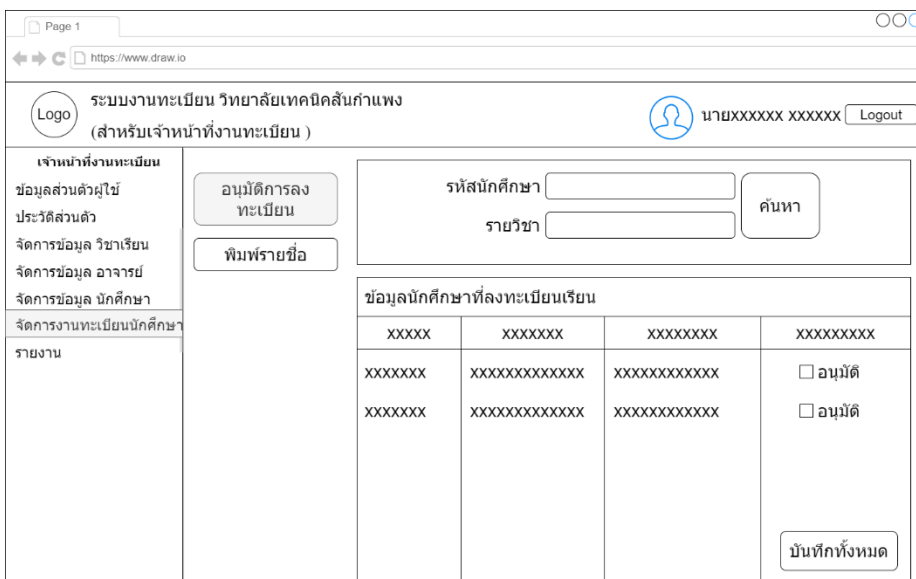 Page 1
https://www.draw.io
Logo
ระบบงานทะเบียน วิทยาลัยเทคนิคสันกำแพง
(สำหรับเจ้าหน้าที่งานทะเบียน )
นายxxxxxx xxxxxx
Logout
เจ้าหน้าที่งานทะเบียน
ข้อมูลส่วนตัวผู้ใช้
ประวัติส่วนตัว
จัดการข้อมูล วิชาเรียน
จัดการข้อมูล อาจารย์
จัดการข้อมูล นักศึกษา
จัดการงานทะเบียนนักศึกษา
รายงาน
อนุมัติการลง
ทะเบียน
พิมพ์รายชื่อ
รหัสนักศึกษา
รายวิชา
ค้นหา
ข้อมูลนักศึกษาที่ลงทะเบียนเรียน
xxxxx xxxxxxx xxxxxxxx xxxxxxxxx
xxxxxxx xxxxxxxxxxxxx xxxxxxxxxxxx อนุมัติ
xxxxxxx xxxxxxxxxxxxx xxxxxxxxxxxx อนุมัติ
บันทึกทั้งหมด